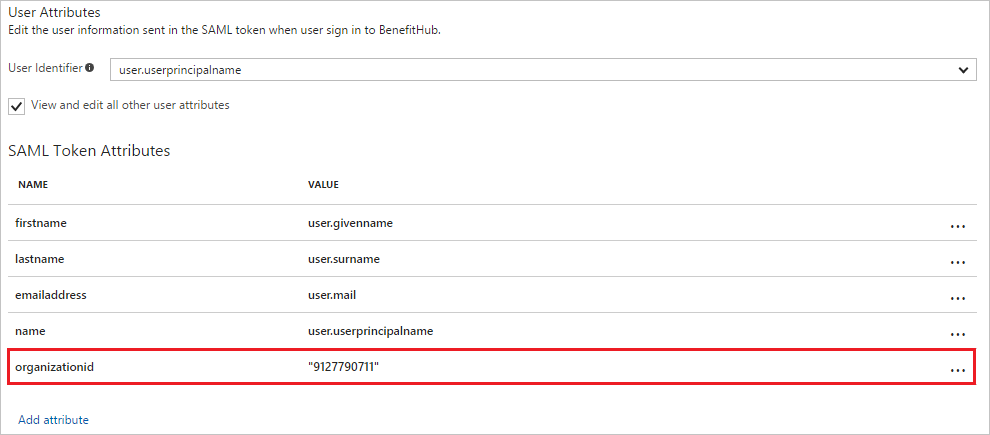 User Attributes
Edit the user information sent in the SAML token when user sign in to BenefitHub.
User Identifier user.userprincipalname
View and edit all other user attributes
SAML Token Attributes
NAME VALUE
firstname user.givenname ...
lastname user.surname ...
emailaddress user.mail ...
name user.userprincipalname ...
organizationid "9127790711" ...
Add attribute